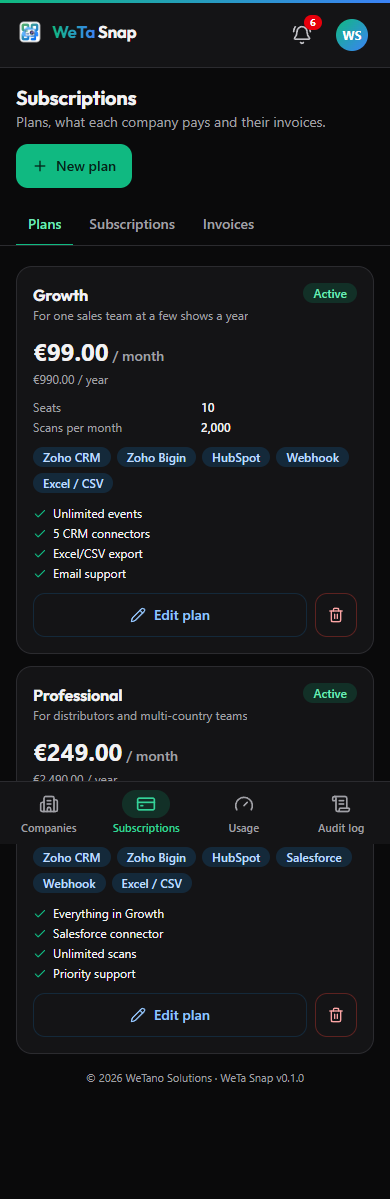 WeTa Snap
6
WS
Subscriptions
Plans, what each company pays and their invoices.
New plan
Plans Subscriptions Invoices
Growth
Active
For one sales team at a few shows a year
€99.00 / month
€990.00 / year
Seats 10
Scans per month 2,000
Zoho CRM Zoho Bigin HubSpot Webhook
Excel / CSV
Unlimited events
5 CRM connectors
Excel/CSV export
Email support
Edit plan
Professional
Active
For distributors and multi-country teams
€249.00 / month
€2,490.00 / year
Companies Subscriptions Usage Audit log
Zoho CRM Zoho Bigin HubSpot Salesforce
Webhook Excel / CSV
Everything in Growth
Salesforce connector
Unlimited scans
Priority support
Edit plan
© 2026 WeTano Solutions · WeTa Snap v0.1.0